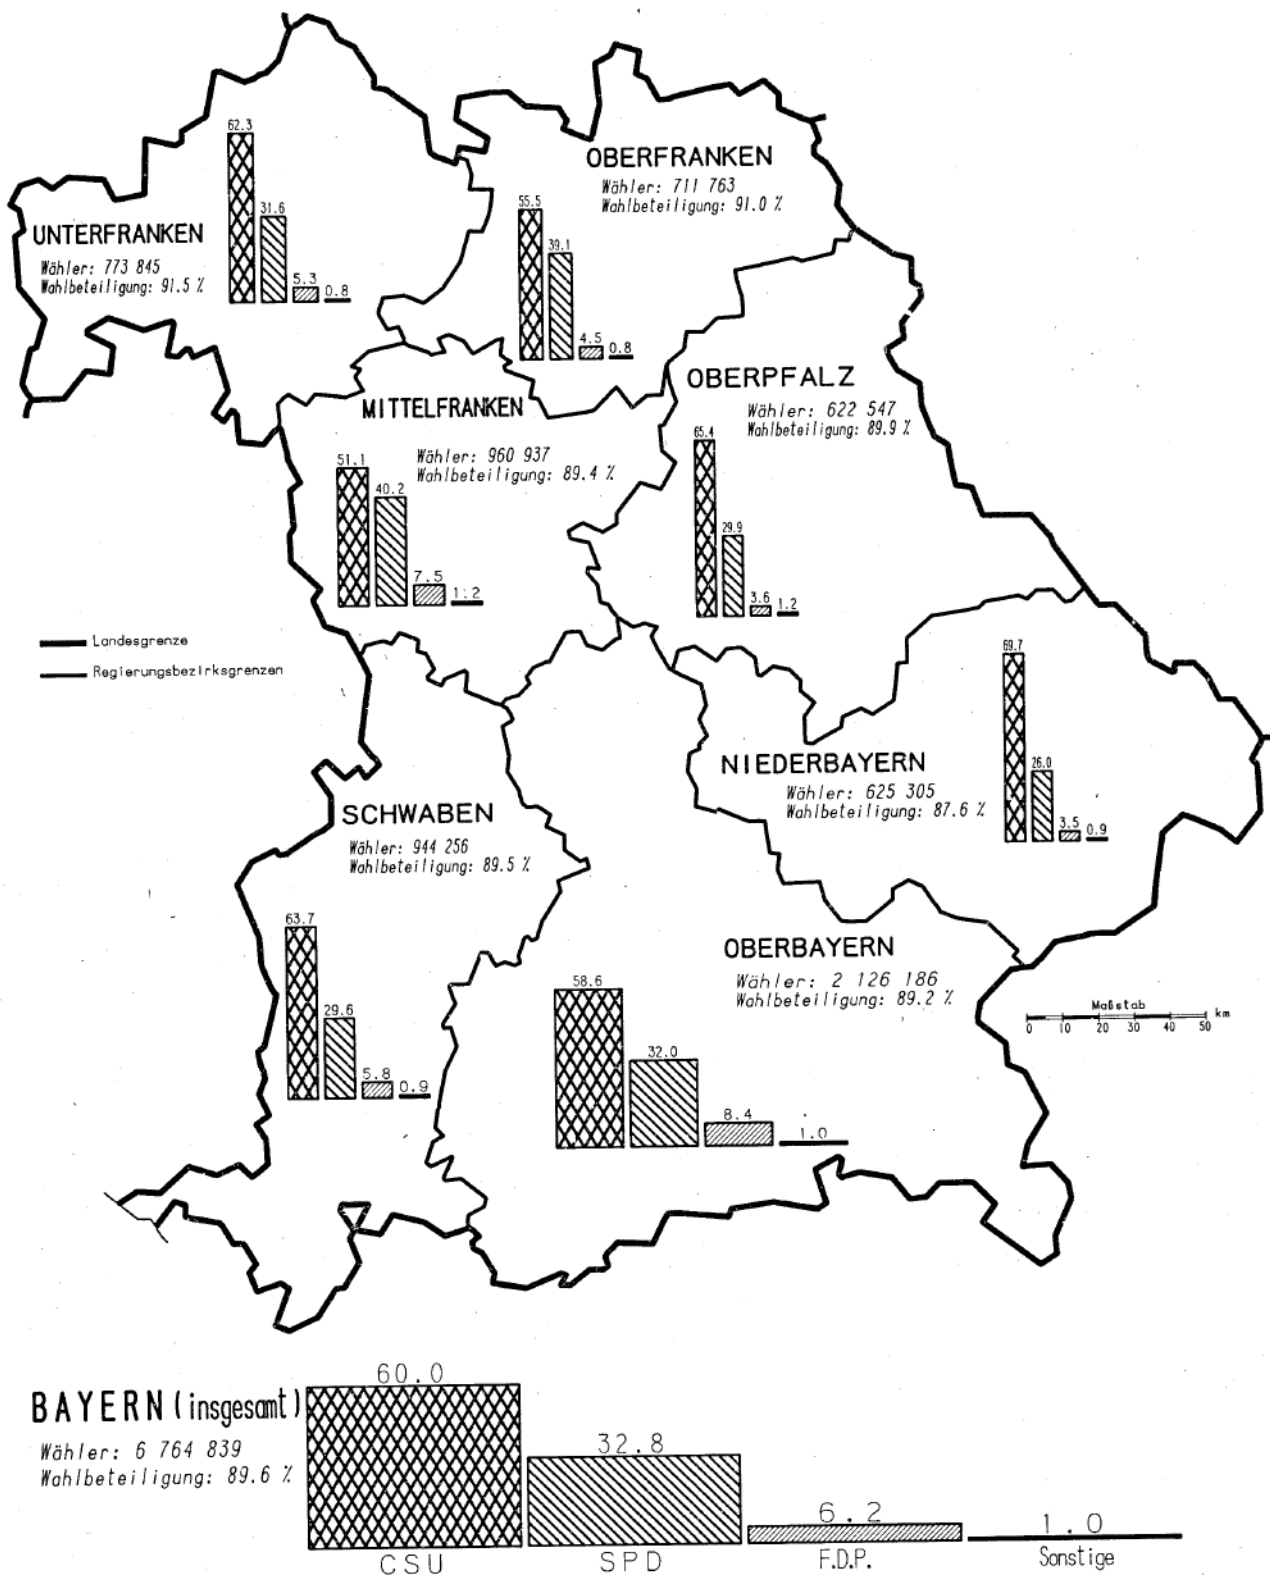 62.3
31.6
5.3
0.8
UNTERFRANKEN
Wähler: 773 845
Wahlbeteiligung: 91.5 %
OBERFRANKEN
Wähler: 711 763
Wahlbeteiligung: 91.0 %
55.5
39.1
4.5
0.8
MITTELFRANKEN
Wähler: 960 937
Wahlbeteiligung: 89.4 %
51.1
40.2
7.5
1.2
OBERPFALZ
Wähler: 622 547
Wahlbeteiligung: 89.9 %
65.4
29.9
3.6
1.2
Landesgrenze
Regierungsbezirksgrenzen
69.7
26.0
3.5
0.9
NIEDERBAYERN
Wähler: 625 305
Wahlbeteiligung: 87.6 %
SCHWABEN
Wähler: 944 256
Wahlbeteiligung: 89.5 %
63.7
29.6
5.8
0.9
OBERBAYERN
Wähler: 2 126 186
Wahlbeteiligung: 89.2 %
58.6
32.0
8.4
1.0
Maßstab
0 10 20 30 40 50 km
BAYERN (insgesamt)
Wähler: 6 764 839
Wahlbeteiligung: 89.6 %
60.0
32.8
6.2
1.0
CSU SPD F.D.P. Sonstige